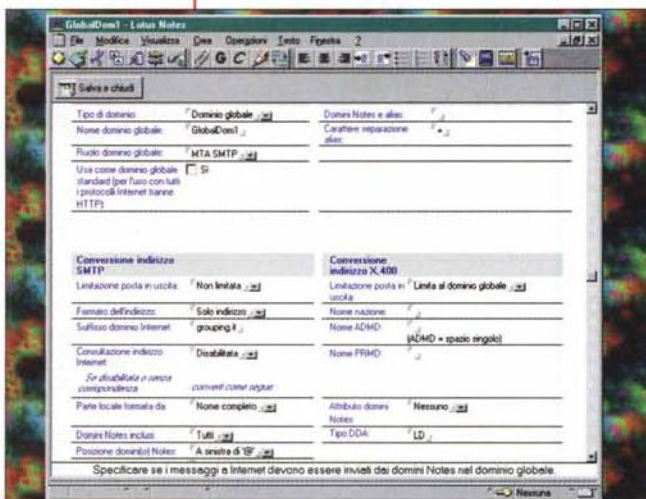 GlobalDom1 - Lotus Notes
File Modifica Visualizza Crea Operazioni Testo Finestra ?
G C
Salva e chiudi
Tipo di dominio: Dominio globale
Nome dominio globale: GlobalDom1
Ruolo dominio globale: MTA SMTP
Usa come dominio globale standard (per l'uso con tutti i protocolli Internet tranne HTTP): Sì
Domini Notes e alias:
Carattere separazione alias:
Conversione indirizzo SMTP
Limitazione posta in uscita: Non limitata
Formato dell'indirizzo: Solo indirizzo
Suffisso dominio Internet: grouping.it
Consultazione indirizzo Internet: Disabilitata
Se disabilitata o senza corrispondenza converti come segue:
Parte locale formata da: Nome completo
Domini Notes inclusi: Tutti
Posizione domini(o) Notes: A sinistra di '@'
Conversione indirizzo X.400
Limitazione posta in uscita: Limita al dominio globale
Nome nazione:
Nome ADMD:
(ADMD = spazio singolo)
Nome PRMD:
Attributo domini Notes: Nessuno
Tipo DDA: LD
Specificare se i messaggi a Internet devono essere inviati dai domini Notes nel dominio globale.
Nessuna